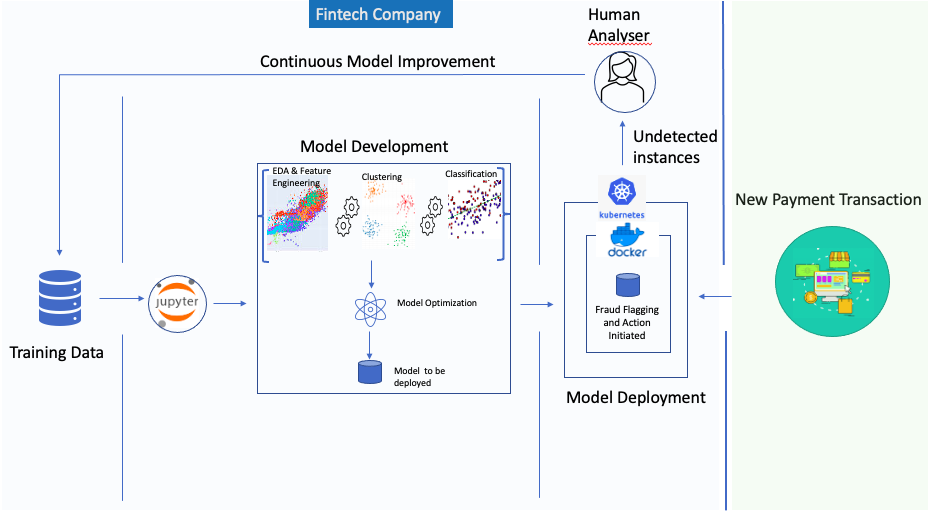 Fintech Company
Human
Analyser
Continuous Model Improvement
Undetected
instances
Model Development
EDA & Feature
Engineering
Clustering
Classification
kubernetes
docker
New Payment Transaction
jupyter
Model Optimization
Fraud Flagging
and Action
Initiated
Training Data
Model to be
deployed
Model Deployment